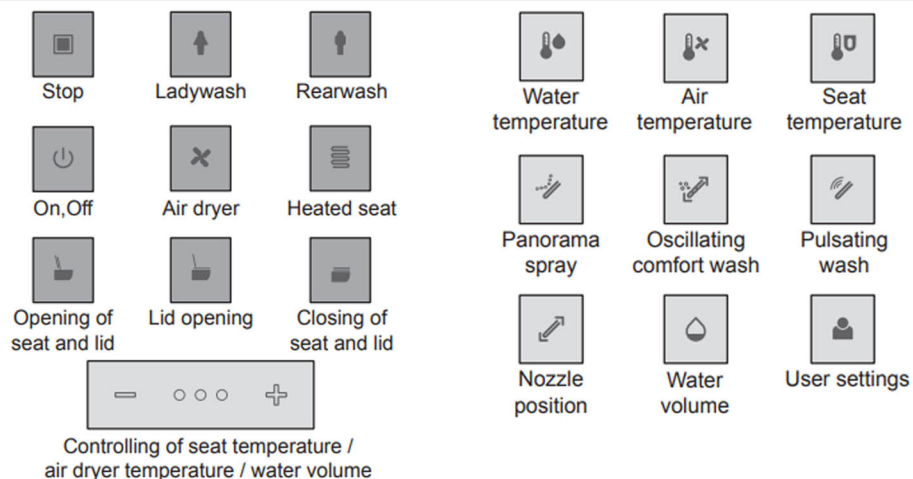 Stop
Ladywash
Rearwash
On,Off
Air dryer
Heated seat
Opening of
seat and lid
Lid opening
Closing of
seat and lid
Controlling of seat temperature /
air dryer temperature / water volume
Water
temperature
Air
temperature
Seat
temperature
Panorama
spray
Oscillating
comfort wash
Pulsating
wash
Nozzle
position
Water
volume
User settings